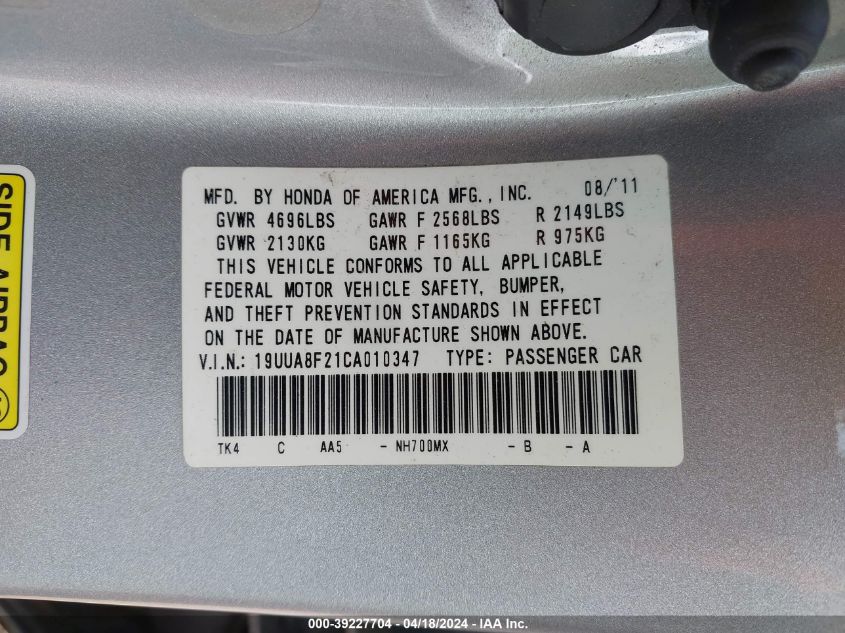 MFD. BY HONDA OF AMERICA MFG., INC. 08/'11
GVWR 4696LBS GAWR F 2568LBS R 2149LBS
GVWR 2130KG GAWR F 1165KG R 975KG
THIS VEHICLE CONFORMS TO ALL APPLICABLE
FEDERAL MOTOR VEHICLE SAFETY, BUMPER,
AND THEFT PREVENTION STANDARDS IN EFFECT
ON THE DATE OF MANUFACTURE SHOWN ABOVE.
V.I.N.: 19UUA8F21CA010347 TYPE: PASSENGER CAR
TK4 C AA5 - NH700MX - B - A
SIDE AIRBAG
000-39227704 - 04/18/2024 - IAA Inc.